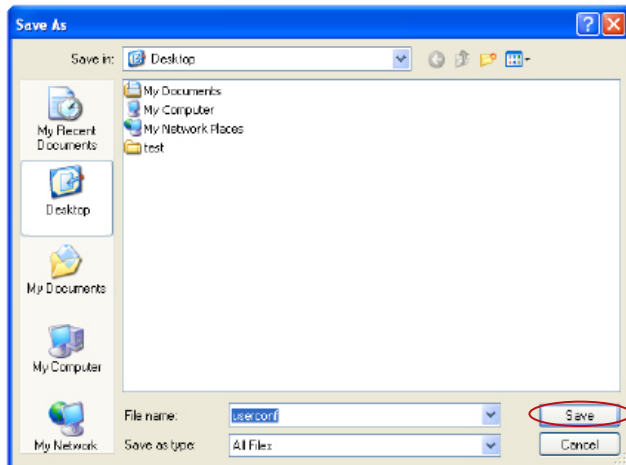 Save As
Save in:
Desktop
My Recent
Documents
Desktop
My Documents
My Computer
My Network
My Documents
My Computer
My Network Places
test
File name:
userconf
Save
Save as type:
All Files
Cancel